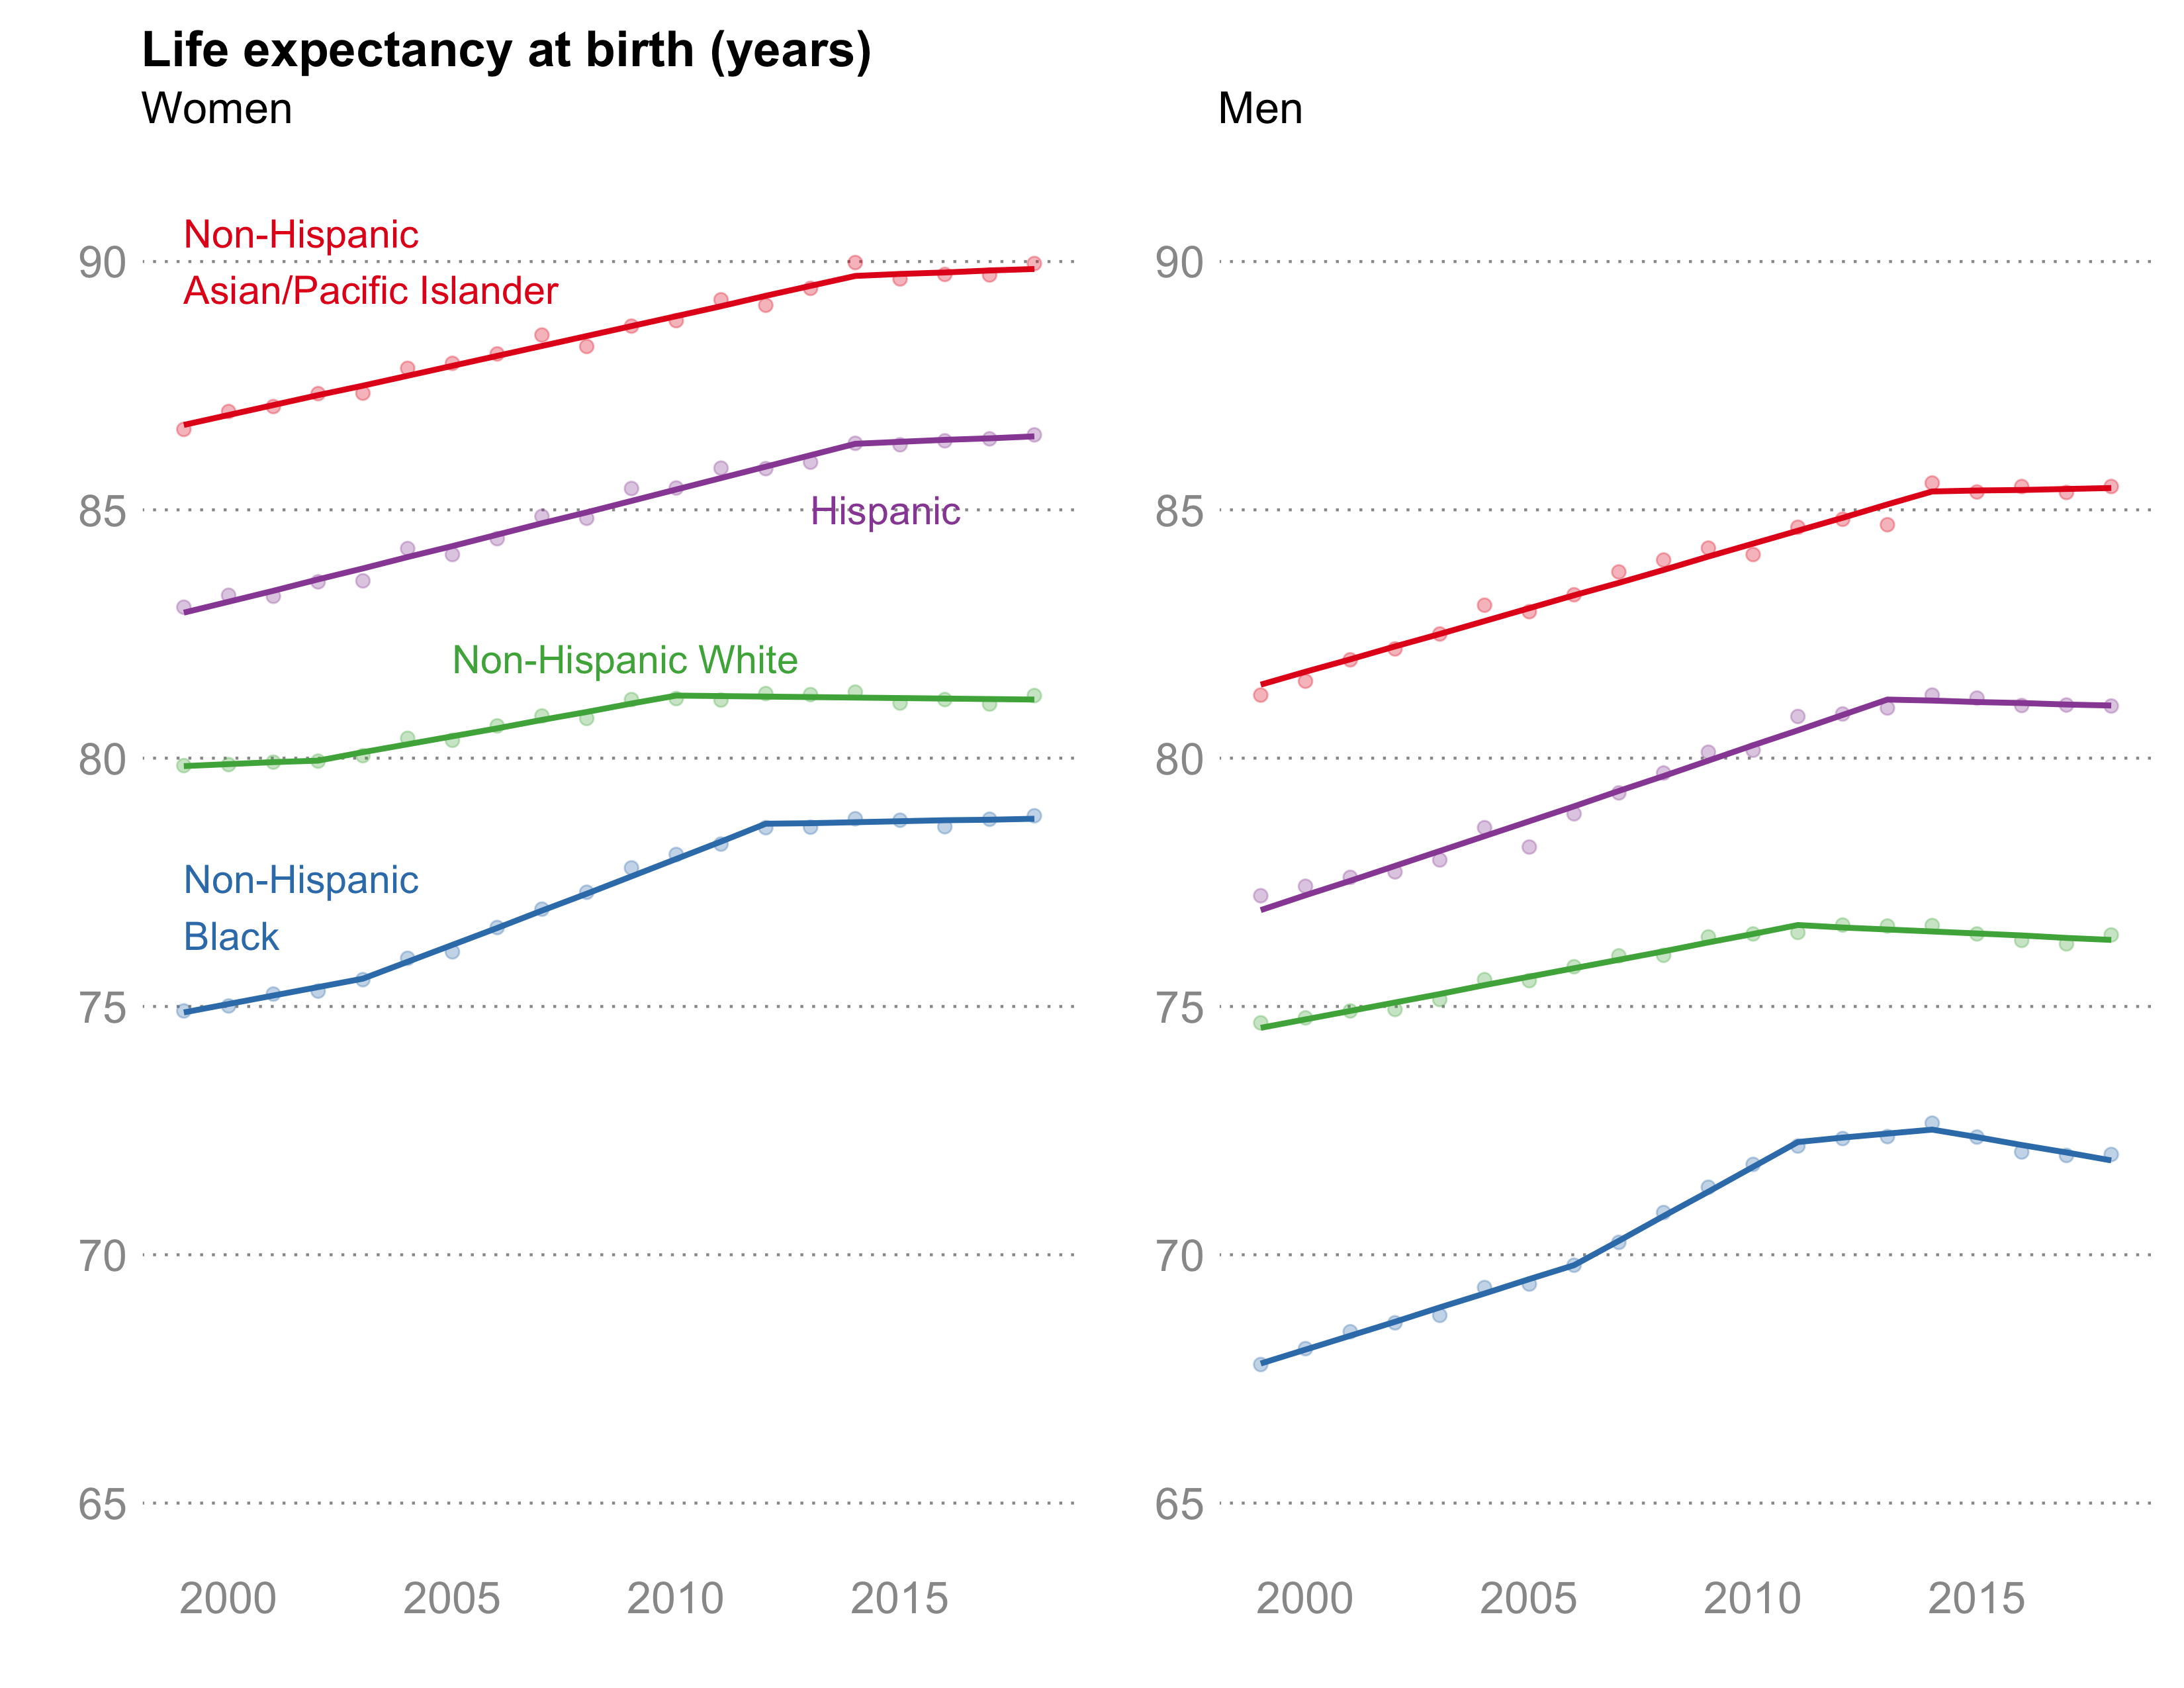 Life expectancy at birth (years)
Women
Non-Hispanic
Asian/Pacific Islander
Hispanic
Non-Hispanic White
Non-Hispanic
Black
90
85
80
75
70
65
2000 2005 2010 2015
Men
90
85
80
75
70
65
2000 2005 2010 2015